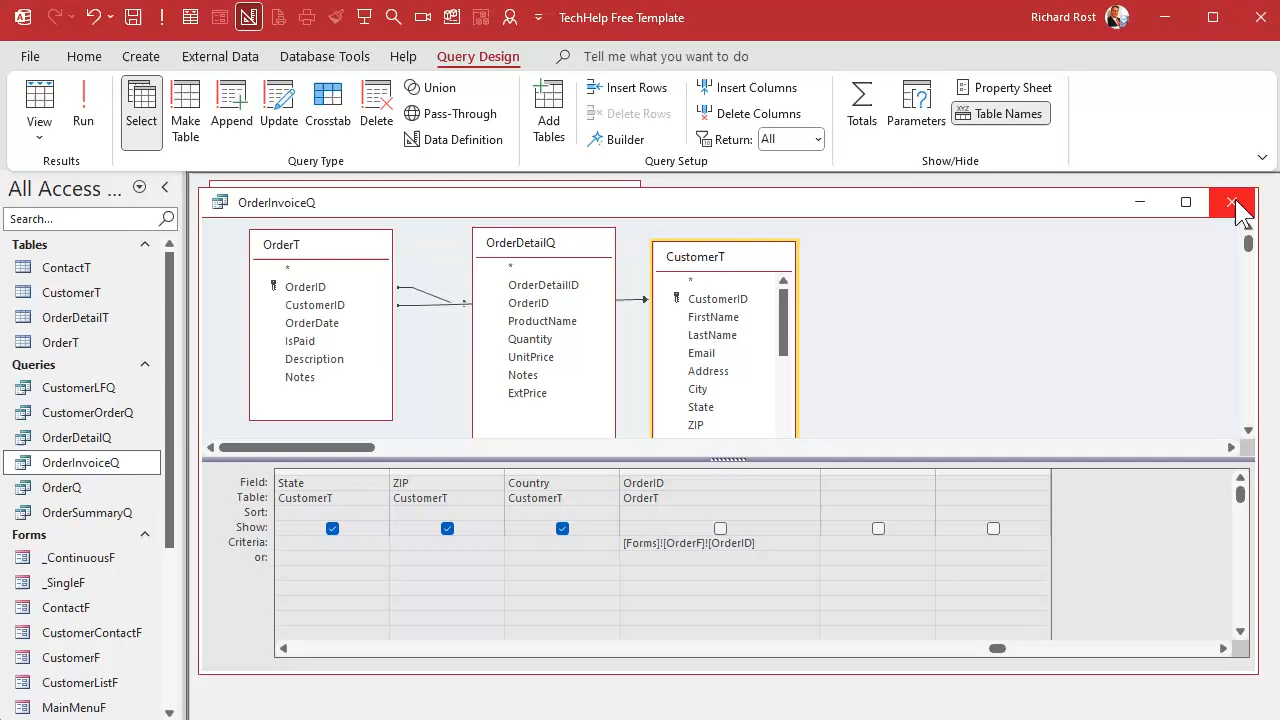 TechHelp Free Template
Richard Rost
File
Home
Create
External Data
Database Tools
Help
Query Design
Tell me what you want to do
View
Run
Results
Select
Make Table
Append
Update
Crosstab
Delete
Union
Pass-Through
Data Definition
Query Type
Add Tables
Insert Rows
Delete Rows
Builder
Insert Columns
Delete Columns
Return: All
Query Setup
Totals
Parameters
Property Sheet
XYZ Table Names
Show/Hide
All Access ...
Search...
Tables
ContactT
CustomerT
OrderDetailT
OrderT
Queries
CustomerLFQ
CustomerOrderQ
OrderDetailQ
OrderInvoiceQ
OrderQ
OrderSummaryQ
Forms
_ContinuousF
_SingleF
ContactF
CustomerContactF
CustomerF
CustomerListF
MainMenuF
OrderInvoiceQ
OrderT
*
OrderID
CustomerID
OrderDate
IsPaid
Description
Notes
OrderDetailQ
*
OrderDetailID
OrderID
ProductName
Quantity
UnitPrice
Notes
ExtPrice
CustomerT
*
CustomerID
FirstName
LastName
Email
Address
City
State
ZIP
Field: State ZIP Country OrderID
Table: CustomerT CustomerT CustomerT OrderT
Sort:
Show:
Criteria: [Forms]![OrderF]![OrderID]
or: